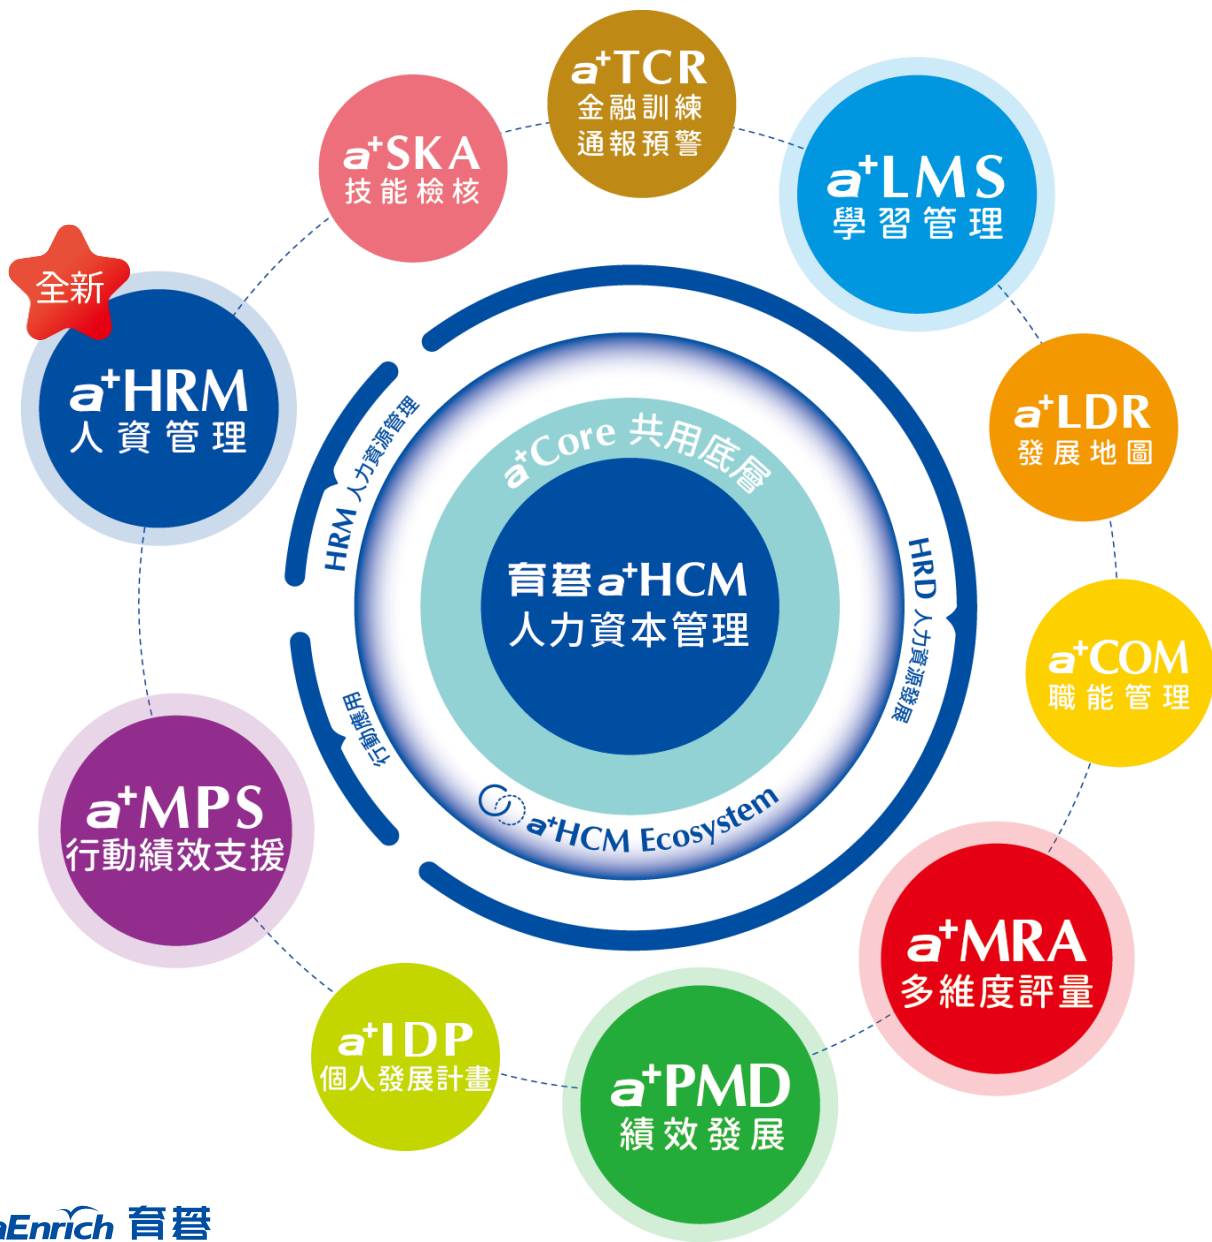 a+TCR
金融訓練
通報預警
a+LMS
學習管理
a+SKA
技能檢核
全新
a+HRM
人資管理
a+LDR
發展地圖
HRM 人力資源管理
a+Core 共用底層
育碁a+HCM
人力資本管理
HRD 人力資源發展
a+COM
職能管理
行動應用
a+HCM Ecosystem
a+MPS
行動績效支援
a+MRA
多維度評量
a+IDP
個人發展計畫
a+PMD
績效發展
aEnrich 育碁